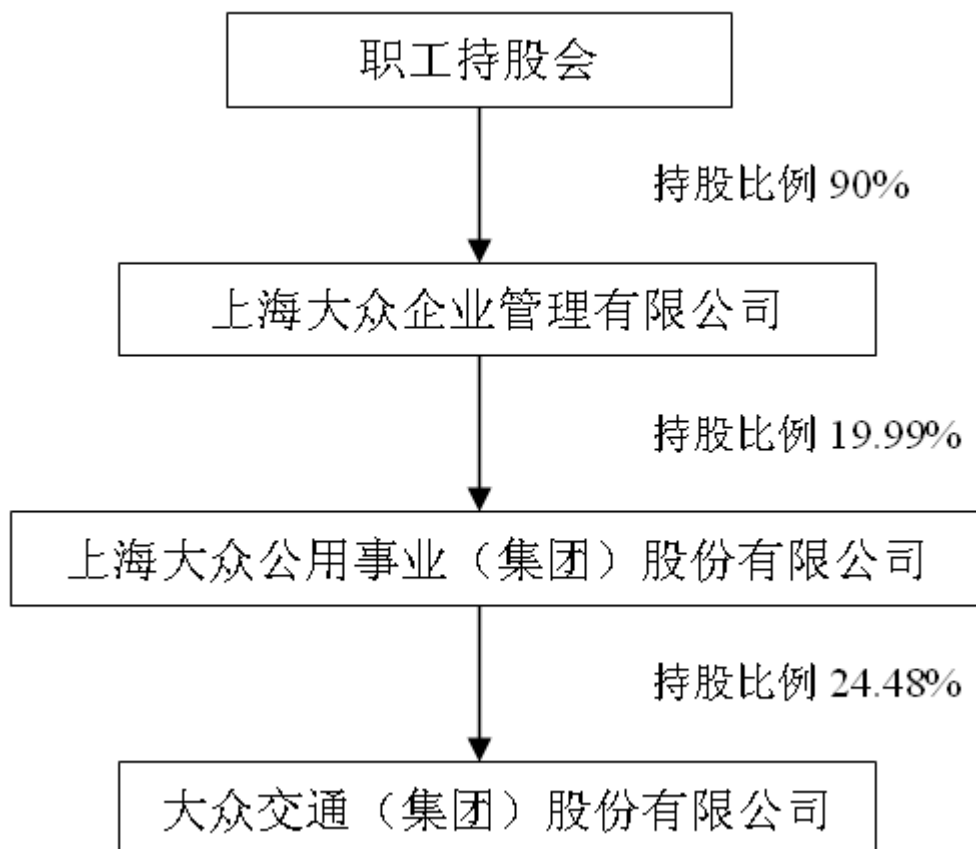 职工持股会
持股比例 90%
上海大众企业管理有限公司
持股比例 19.99%
上海大众公用事业（集团）股份有限公司
持股比例 24.48%
大众交通（集团）股份有限公司